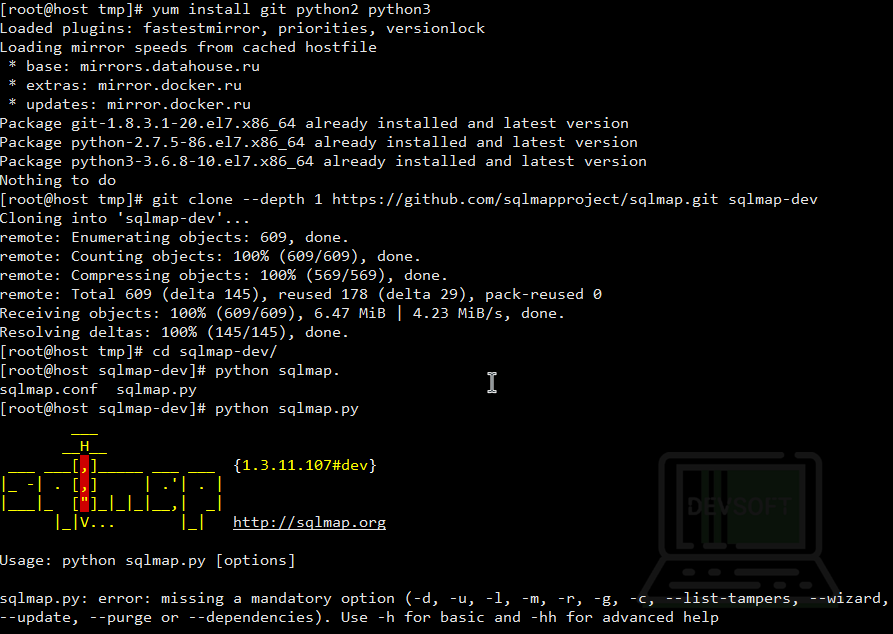 [root@host tmp]# yum install git python2 python3
Loaded plugins: fastestmirror, priorities, versionlock
Loading mirror speeds from cached hostfile
 * base: mirrors.datahouse.ru
 * extras: mirror.docker.ru
 * updates: mirror.docker.ru
Package git-1.8.3.1-20.el7.x86_64 already installed and latest version
Package python-2.7.5-86.el7.x86_64 already installed and latest version
Package python3-3.6.8-10.el7.x86_64 already installed and latest version
Nothing to do
[root@host tmp]# git clone --depth 1 https://github.com/sqlmapproject/sqlmap.git sqlmap-dev
Cloning into 'sqlmap-dev'...
remote: Enumerating objects: 609, done.
remote: Counting objects: 100% (609/609), done.
remote: Compressing objects: 100% (569/569), done.
remote: Total 609 (delta 145), reused 178 (delta 29), pack-reused 0
Receiving objects: 100% (609/609), 6.47 MiB | 4.23 MiB/s, done.
Resolving deltas: 100% (145/145), done.
[root@host tmp]# cd sqlmap-dev/
[root@host sqlmap-dev]# python sqlmap.
sqlmap.conf  sqlmap.py
[root@host sqlmap-dev]# python sqlmap.py
        ___
       __H__
 ___ ___[,]_____ ___ ___  {1.3.11.107#dev}
|_ -| . [,]     | .'| . |
|___|_  ["]_|_|_|__,|  _|
      |_|V...       |_|   http://sqlmap.org
DEVSOFT
Usage: python sqlmap.py [options]
sqlmap.py: error: missing a mandatory option (-d, -u, -l, -m, -r, -g, -c, --list-tampers, --wizard,
--update, --purge or --dependencies). Use -h for basic and -hh for advanced help